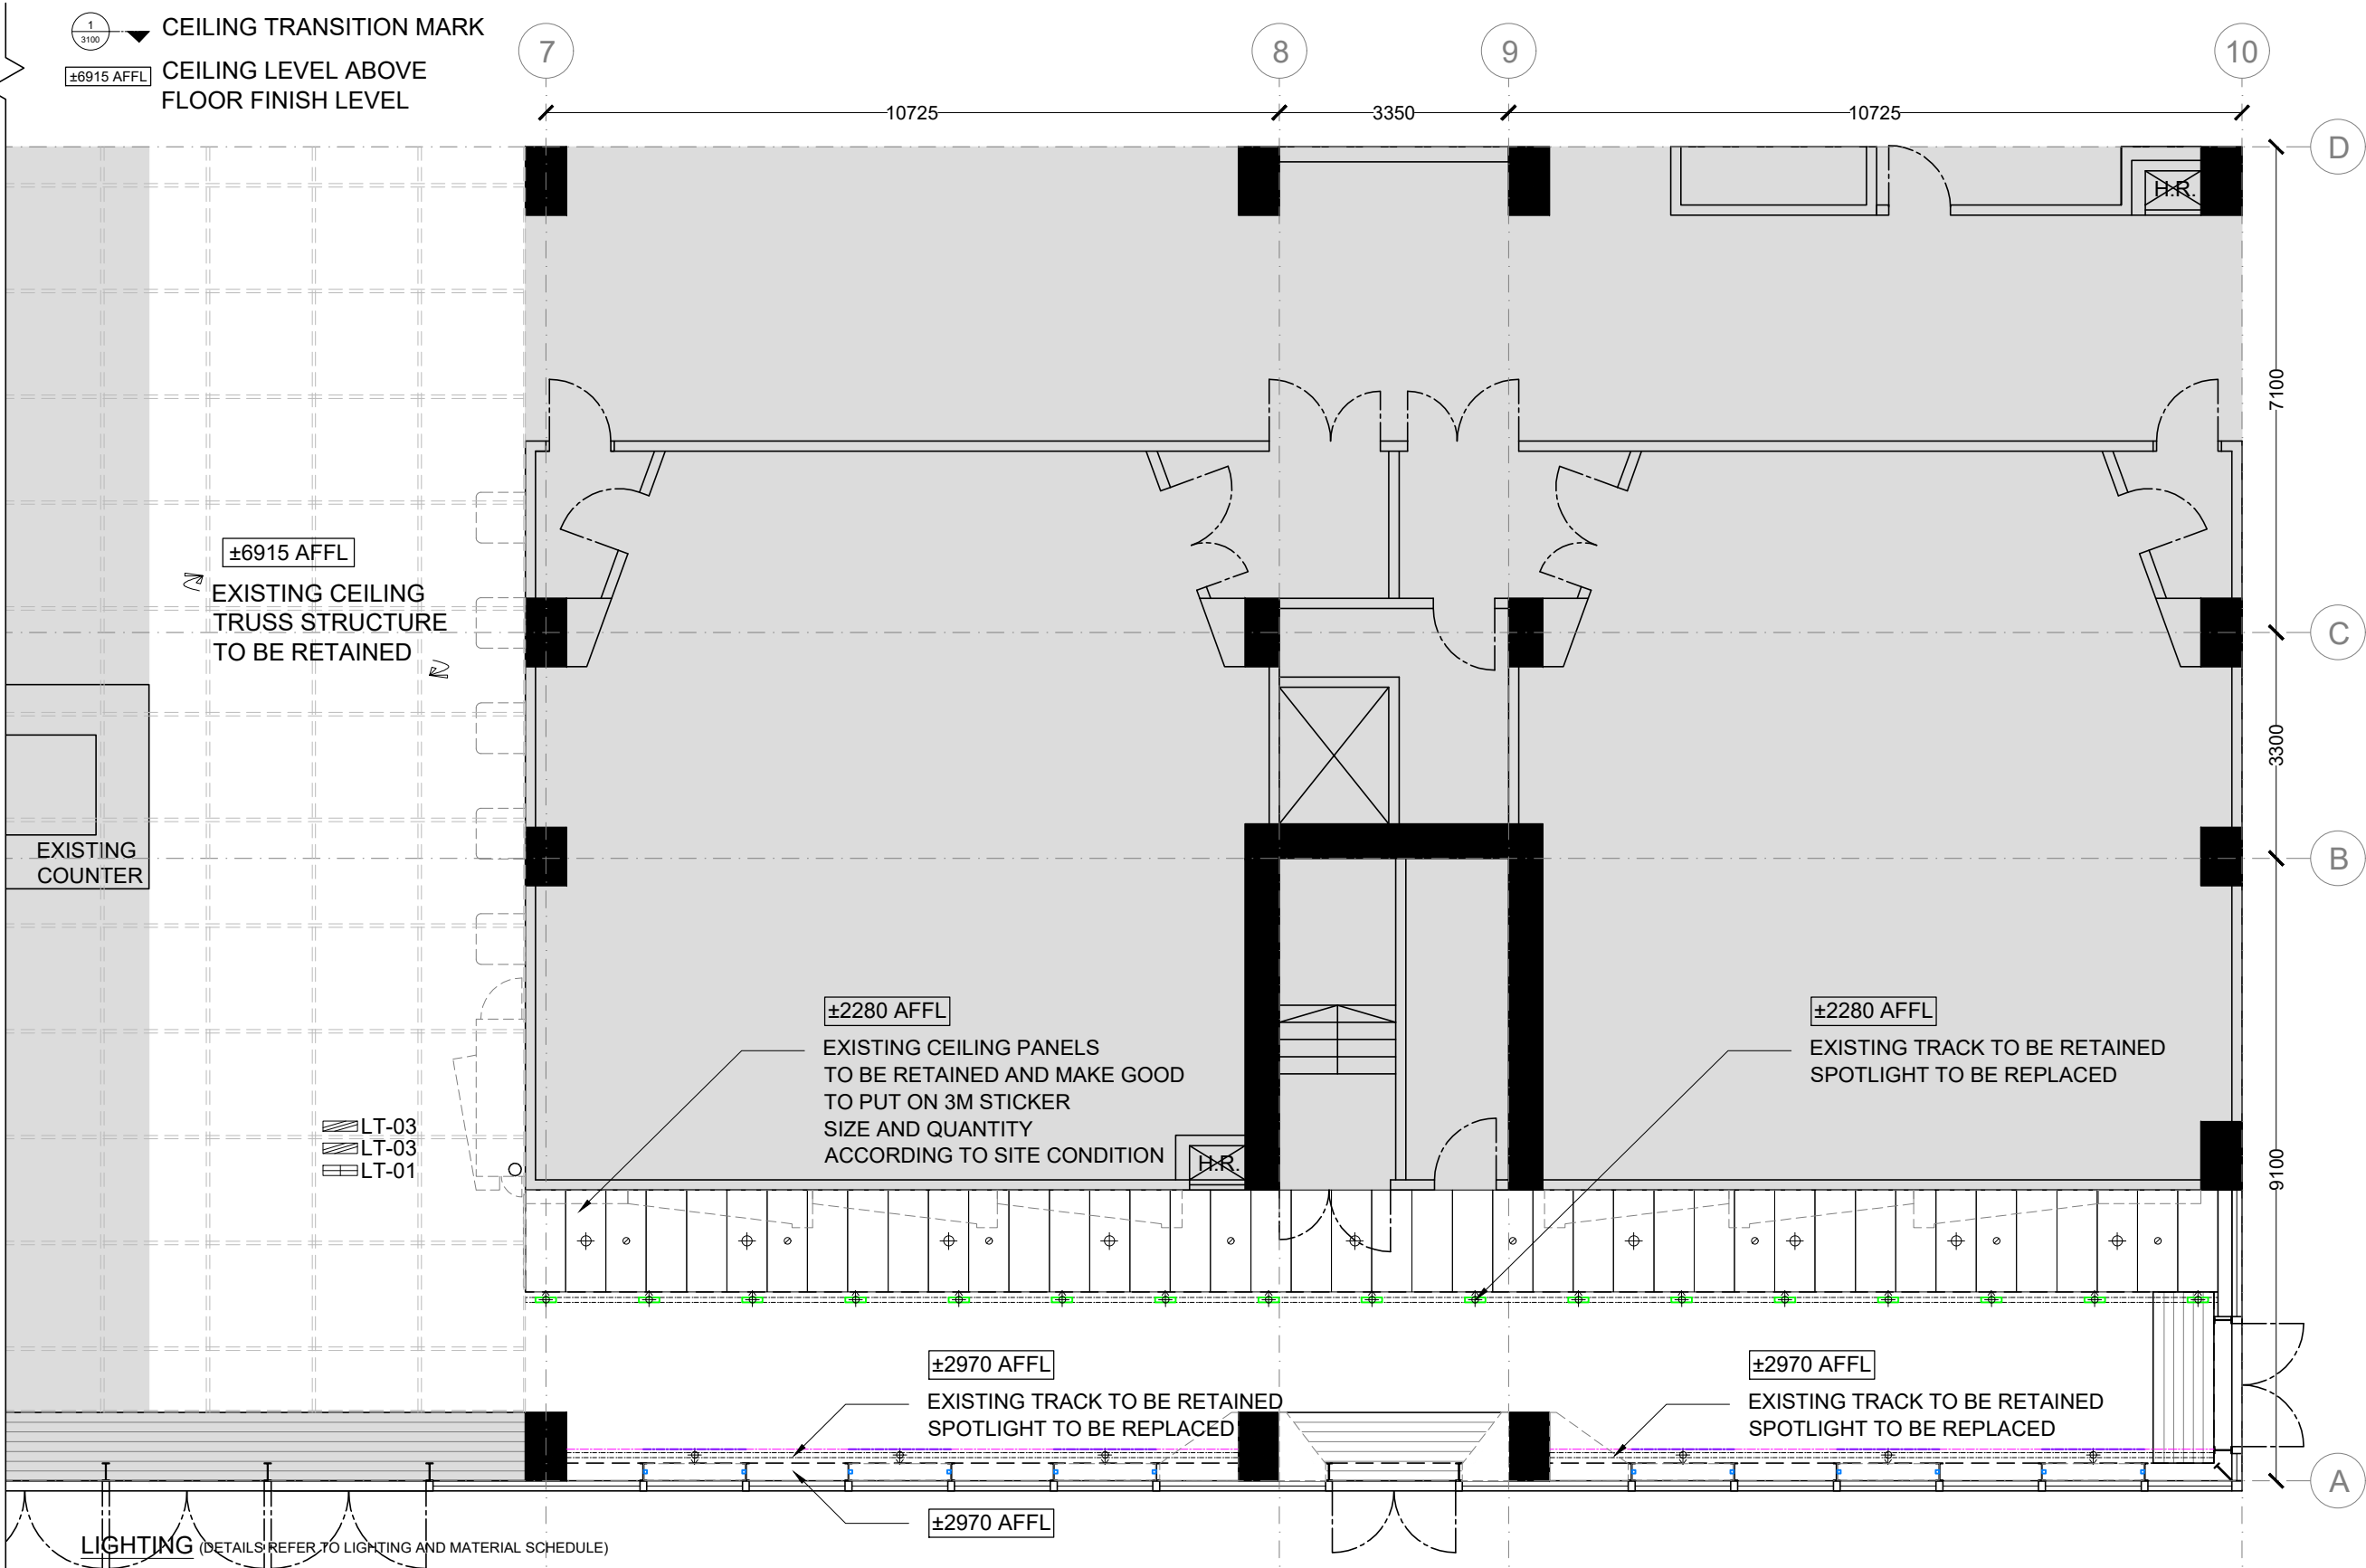 1
3100
CEILING TRANSITION MARK
±6915 AFFL
CEILING LEVEL ABOVE
FLOOR FINISH LEVEL
7
8
9
10
10725
3350
10725
D
H.R.
7100
±6915 AFFL
EXISTING CEILING
TRUSS STRUCTURE
TO BE RETAINED
C
3300
EXISTING
COUNTER
B
±2280 AFFL
EXISTING CEILING PANELS
TO BE RETAINED AND MAKE GOOD
TO PUT ON 3M STICKER
SIZE AND QUANTITY
ACCORDING TO SITE CONDITION
±2280 AFFL
EXISTING TRACK TO BE RETAINED
SPOTLIGHT TO BE REPLACED
LT-03
LT-03
LT-01
H.R.
9100
±2970 AFFL
EXISTING TRACK TO BE RETAINED
SPOTLIGHT TO BE REPLACED
±2970 AFFL
EXISTING TRACK TO BE RETAINED
SPOTLIGHT TO BE REPLACED
A
±2970 AFFL
LIGHTING (DETAILS REFER TO LIGHTING AND MATERIAL SCHEDULE)